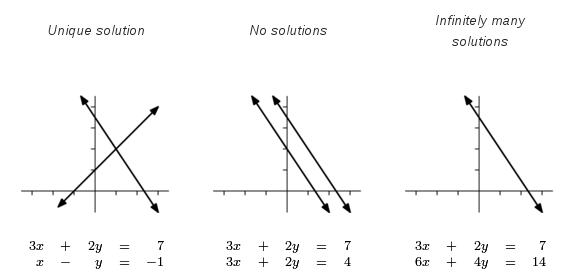 Unique solution
No solutions
Infinitely many
solutions
3x + 2y = 7
x − y = −1
3x + 2y = 7
3x + 2y = 4
3x + 2y = 7
6x + 4y = 14